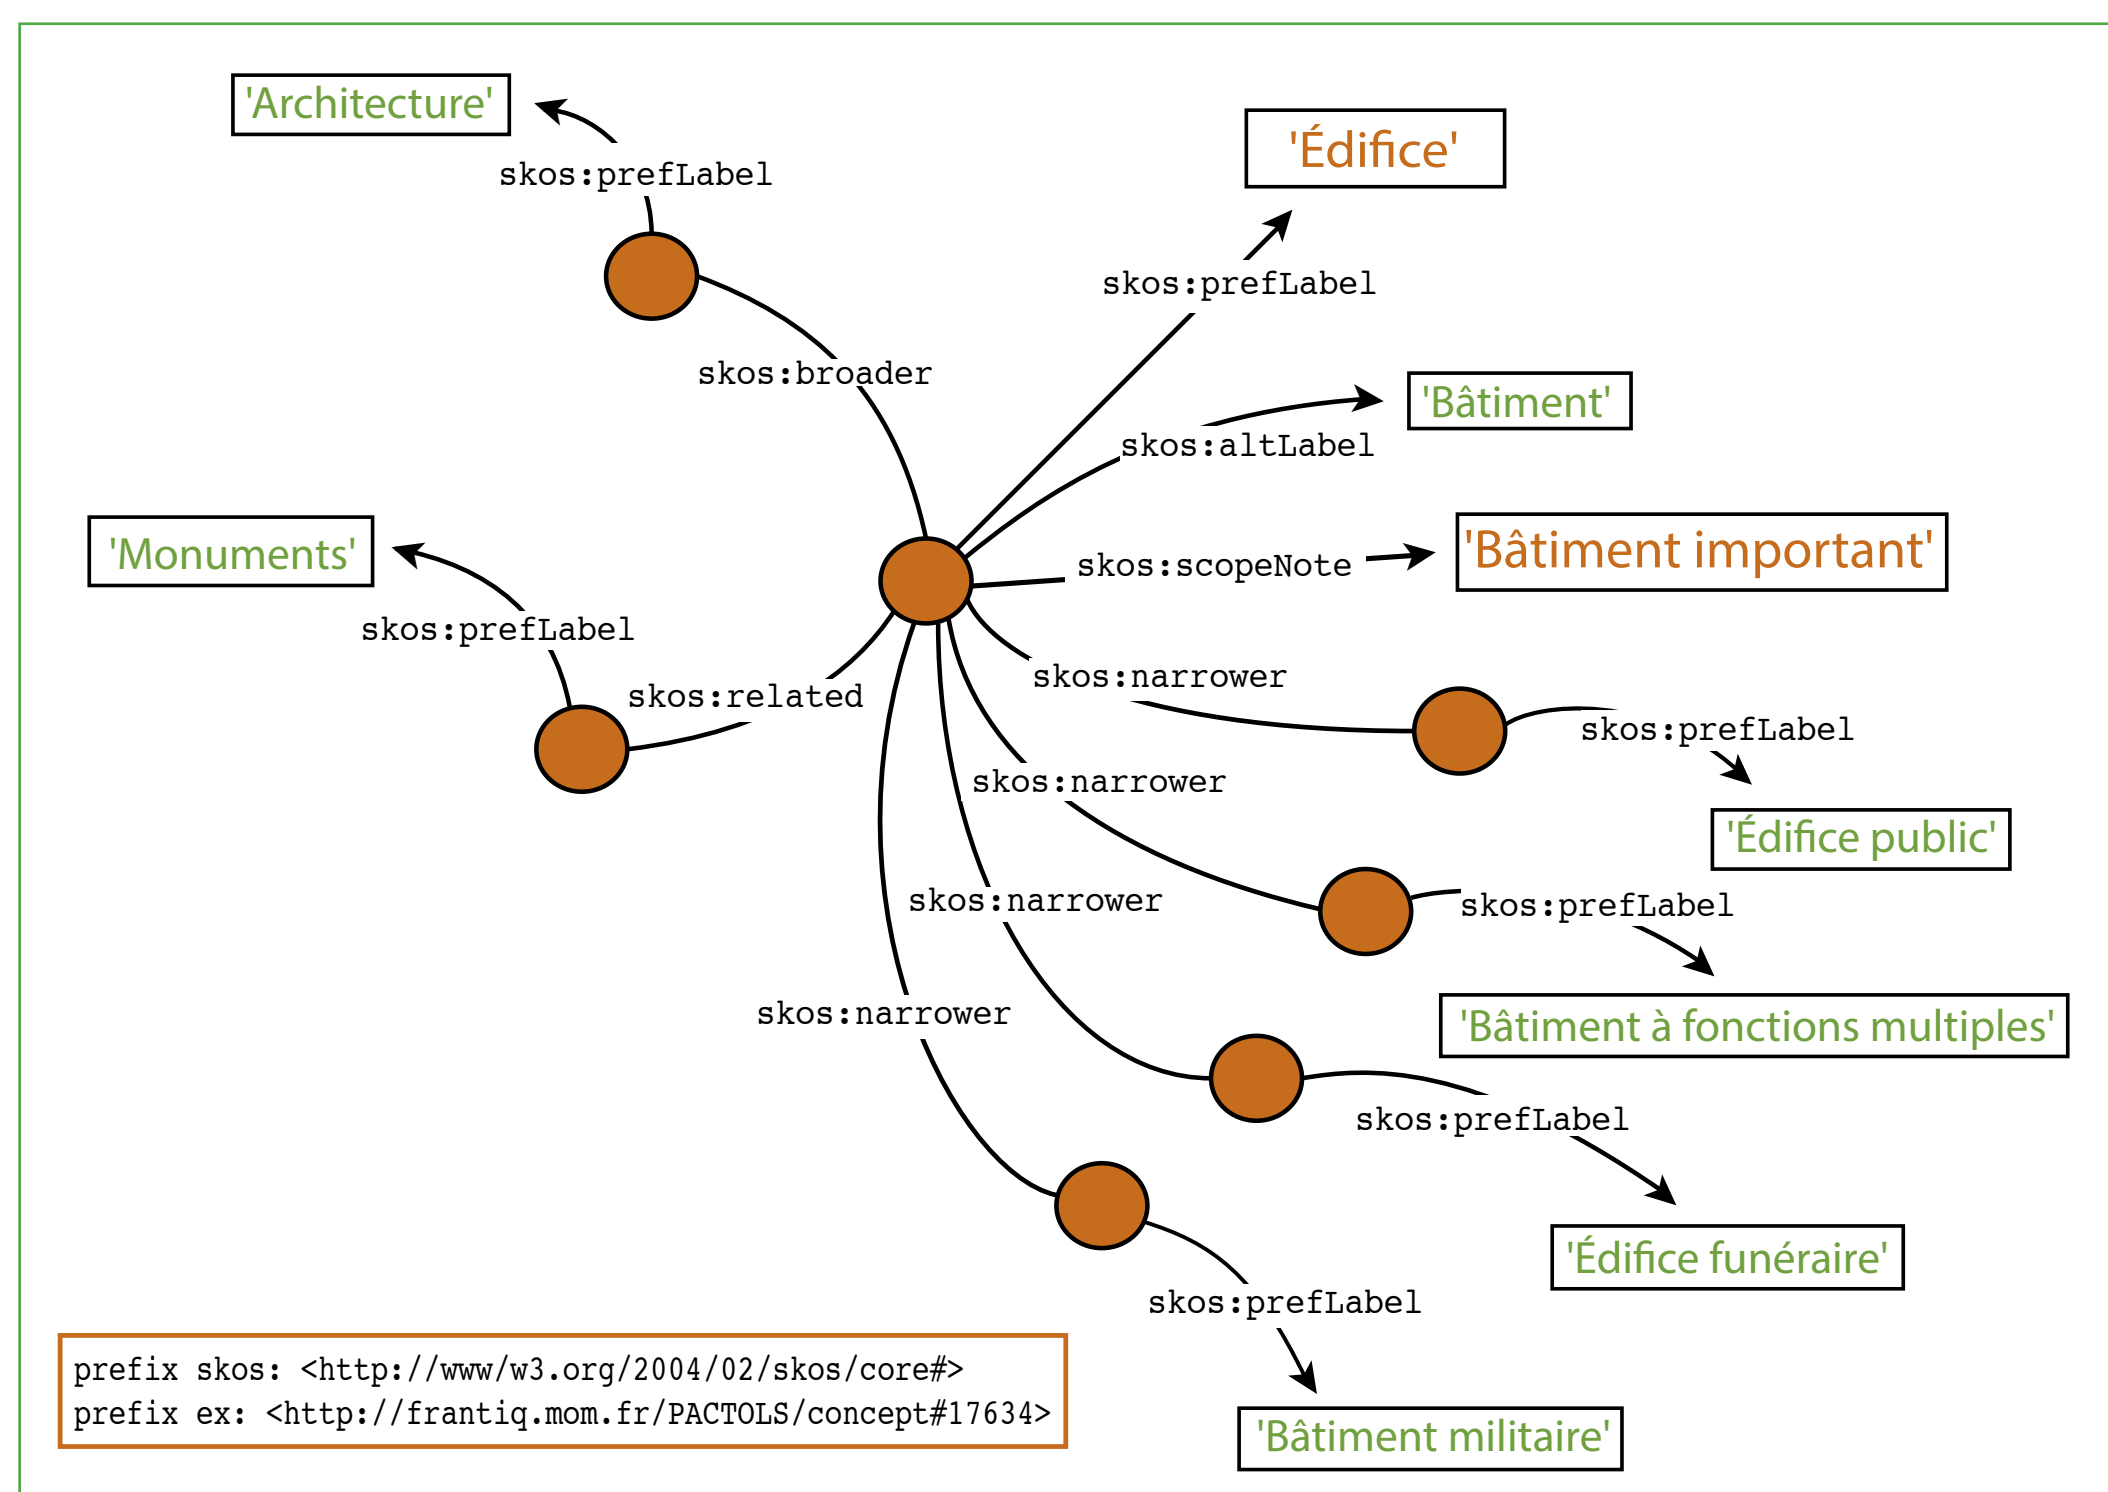 'Architecture'
'Édifice'
skos:prefLabel
skos:prefLabel
skos:broader
'Bâtiment'
skos:altLabel
'Monuments'
'Bâtiment important'
skos:scopeNote
skos:prefLabel
skos:related
skos:narrower
skos:prefLabel
skos:narrower
'Édifice public'
skos:narrower
skos:prefLabel
skos:narrower
'Bâtiment à fonctions multiples'
skos:prefLabel
'Édifice funéraire'
skos:prefLabel
'Bâtiment militaire'
prefix skos: <http://www/w3.org/2004/02/skos/core#>
prefix ex: <http://frantiq.mom.fr/PACTOLS/concept#17634>